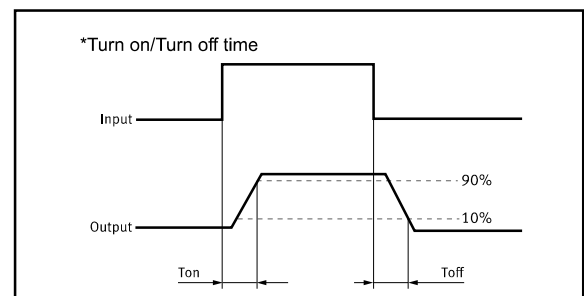 *Turn on/Turn off time
Input
90%
10%
Output
Ton
Toff